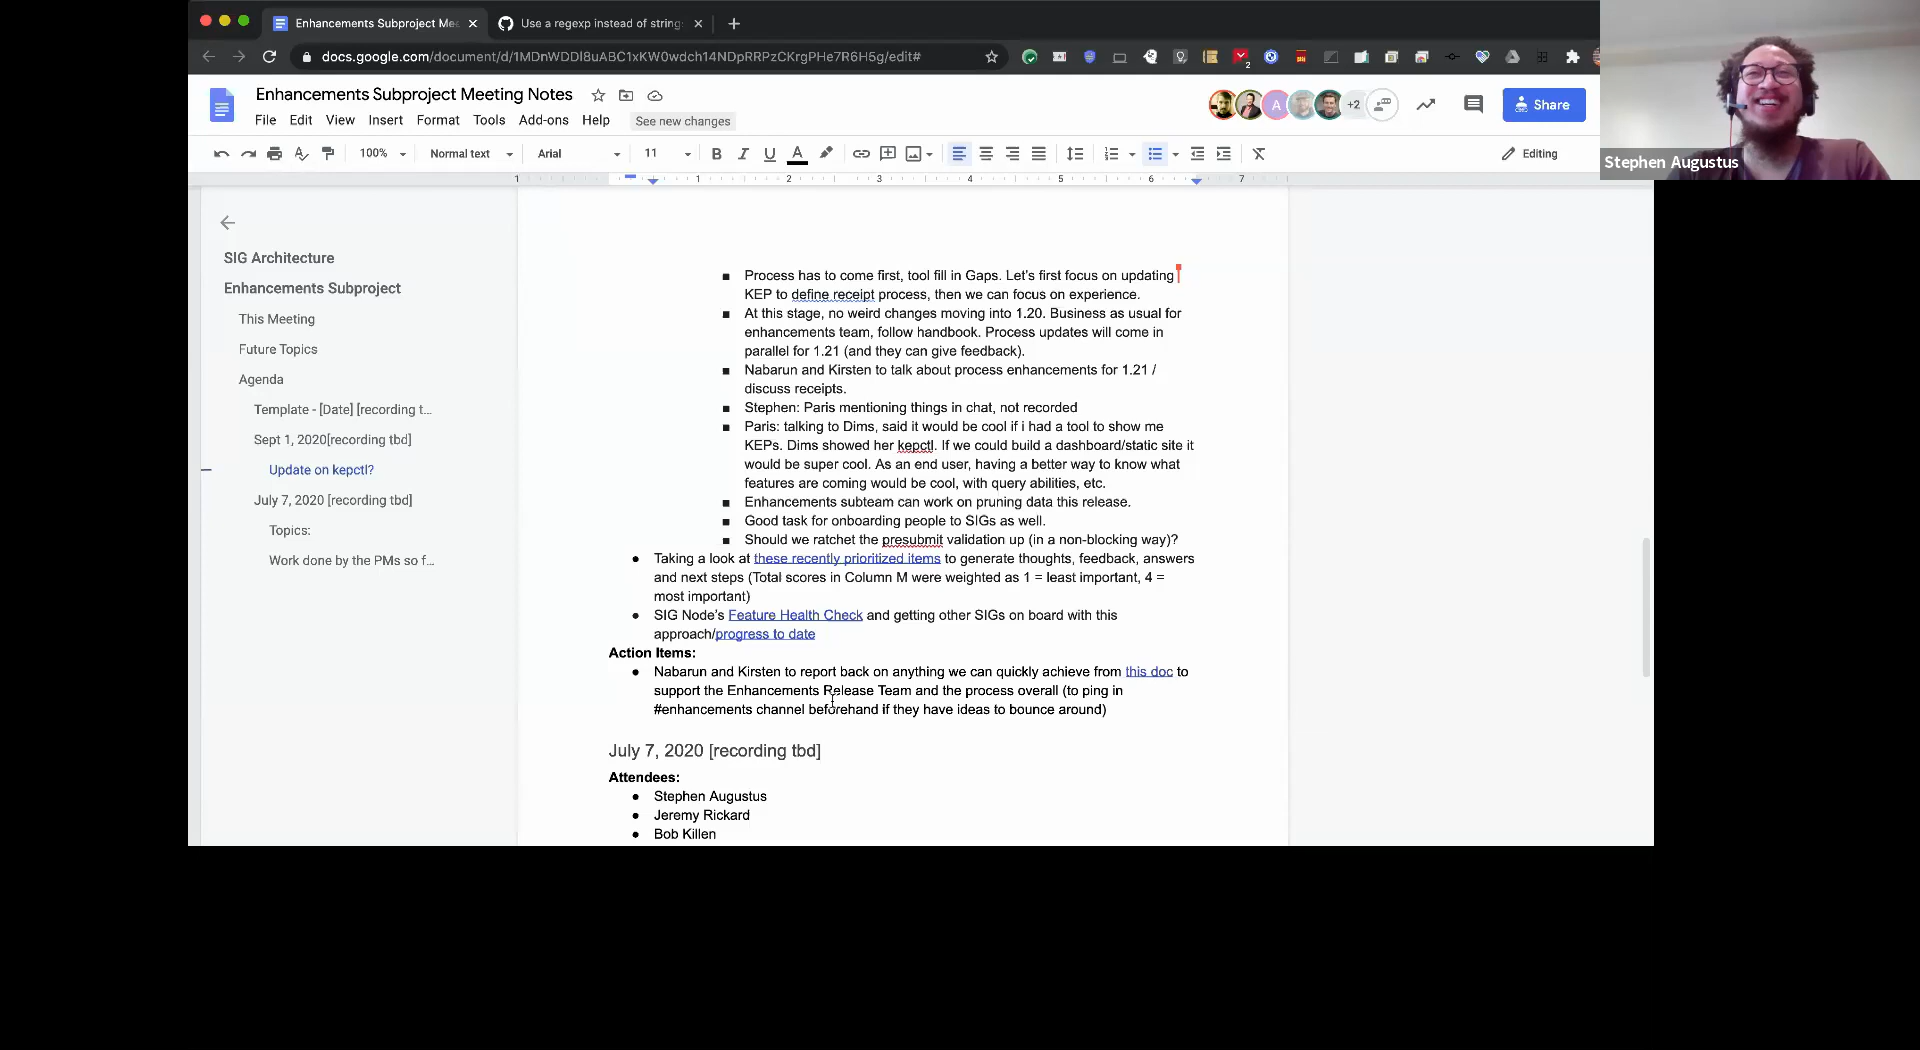 Enhancements Subproject Mee
Use a regexp instead of string
docs.google.com/document/d/1MDnWDDl8uABC1xKW0wdch14NDpRRPzCKrgPHe7R6H5g/edit#
2
Enhancements Subproject Meeting Notes
A
+2
Share
File Edit View Insert Format Tools Add-ons Help See new changes
100% Normal text Arial 11 B I U A Editing
Stephen Augustus
1 1 2 3 4 5 6 7
SIG Architecture
Enhancements Subproject
This Meeting
Future Topics
Agenda
Template - [Date] [recording t...
Sept 1, 2020[recording tbd]
Update on kepctl?
July 7, 2020 [recording tbd]
Topics:
Work done by the PMs so f...
Process has to come first, tool fill in Gaps. Let's first focus on updating
KEP to define receipt process, then we can focus on experience.
At this stage, no weird changes moving into 1.20. Business as usual for
enhancements team, follow handbook. Process updates will come in
parallel for 1.21 (and they can give feedback).
Nabarun and Kirsten to talk about process enhancements for 1.21 /
discuss receipts.
Stephen: Paris mentioning things in chat, not recorded
Paris: talking to Dims, said it would be cool if i had a tool to show me
KEPs. Dims showed her kepctl. If we could build a dashboard/static site it
would be super cool. As an end user, having a better way to know what
features are coming would be cool, with query abilities, etc.
Enhancements subteam can work on pruning data this release.
Good task for onboarding people to SIGs as well.
Should we ratchet the presubmit validation up (in a non-blocking way)?
Taking a look at these recently prioritized items to generate thoughts, feedback, answers
and next steps (Total scores in Column M were weighted as 1 = least important, 4 =
most important)
SIG Node's Feature Health Check and getting other SIGs on board with this
approach/progress to date
Action Items:
Nabarun and Kirsten to report back on anything we can quickly achieve from this doc to
support the Enhancements Release Team and the process overall (to ping in
#enhancements channel beforehand if they have ideas to bounce around)
July 7, 2020 [recording tbd]
Attendees:
Stephen Augustus
Jeremy Rickard
Bob Killen